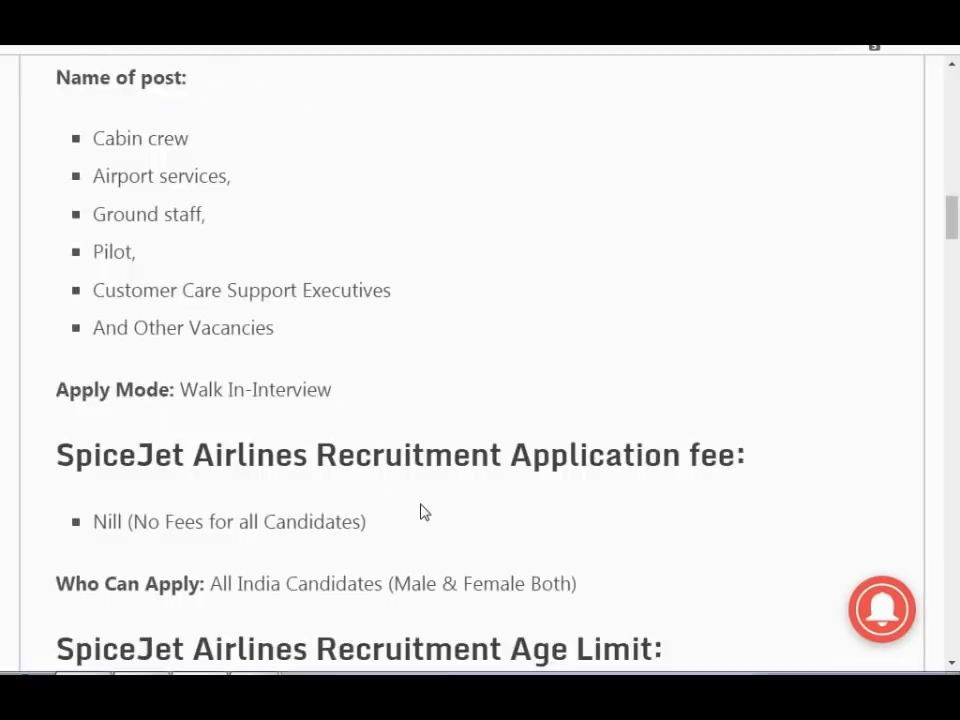 Name of post:
Cabin crew
Airport services,
Ground staff,
Pilot,
Customer Care Support Executives
And Other Vacancies
Apply Mode: Walk In-Interview
SpiceJet Airlines Recruitment Application fee:
Nill (No Fees for all Candidates)
Who Can Apply: All India Candidates (Male & Female Both)
SpiceJet Airlines Recruitment Age Limit: